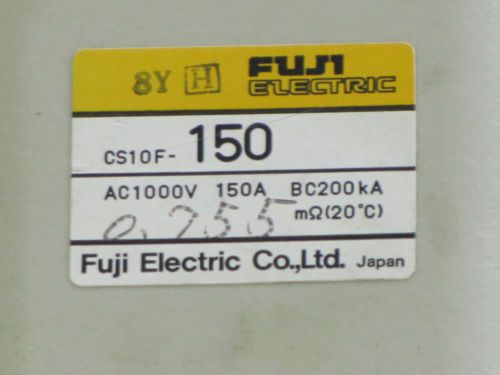 8Y H FUJI
ELECTRIC
CS10F-150
AC1000V 150A BC200kA
0.255 mΩ(20℃)
Fuji Electric Co.,Ltd. Japan